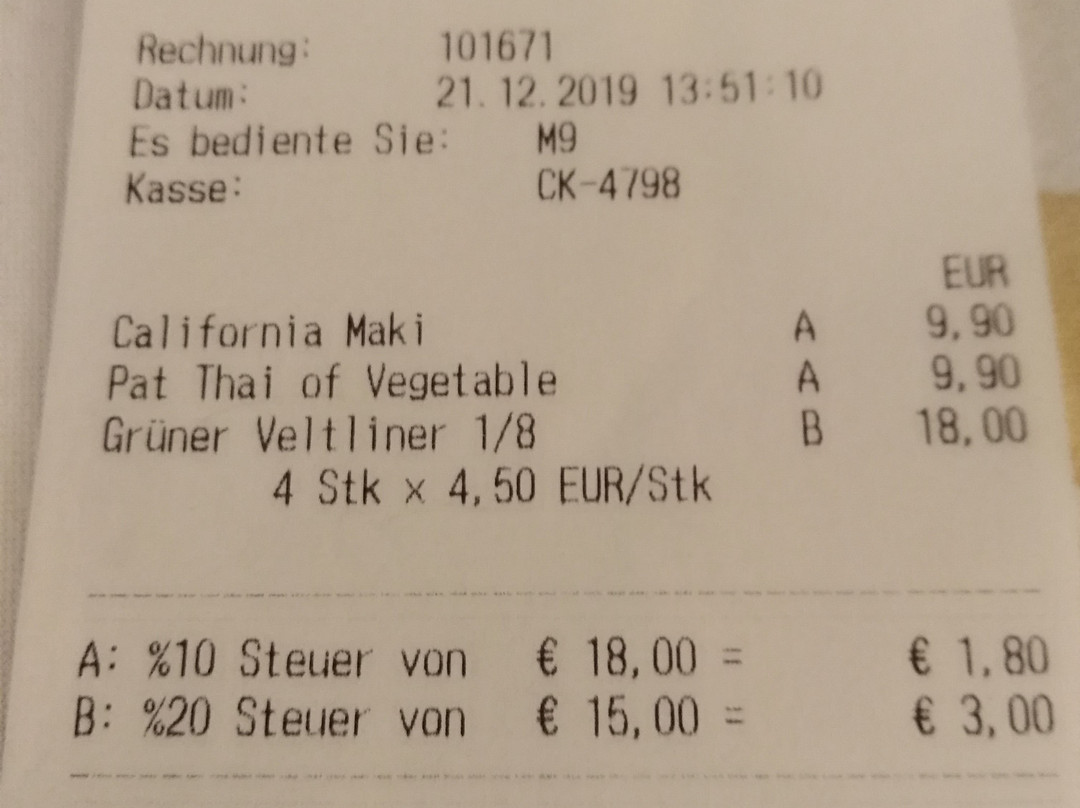 Rechnung: 101671
Datum: 21.12.2019 13:51:10
Es bediente Sie: M9
Kasse: CK-4798
EUR
California Maki A 9,90
Pat Thai of Vegetable A 9,90
Grüner Veltliner 1/8 B 18,00
4 Stk x 4,50 EUR/Stk
A: %10 Steuer von € 18,00 = € 1,80
B: %20 Steuer von € 15,00 = € 3,00